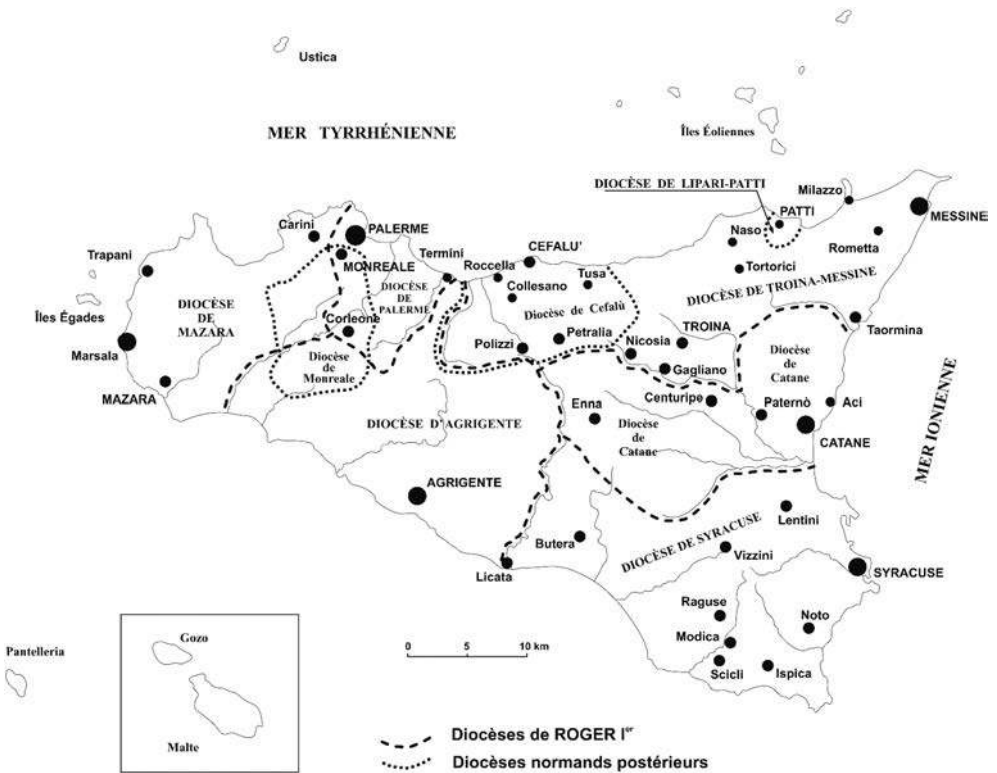 Ustica
MER TYRRHÉNIENNE
Îles Éoliennes
DIOCÈSE DE LIPARI-PATTI
Milazzo
PATTI
MESSINE
Naso
Rometta
Tortorici
DIOCÈSE DE TROINA-MESSINE
Carini
PALERME
MONREALE
Termini
CEFALU'
Roccella
Tusa
Collesano
Trapani
DIOCÈSE
DE
PALERME
Diocèse de Cefalù
DIOCÈSE
DE
MAZARA
Îles Égades
Corleone
Marsala
Petralia
Polizzi
TROINA
Nicosia
Taormina
Diocèse
de
Monreale
Gagliano
Diocèse
de
Catane
MAZARA
Centuripe
Paternò
Aci
Enna
DIOCÈSE D'AGRIGENTE
Diocèse
de
Catane
CATANE
MER IONIENNE
AGRIGENTE
Lentini
DIOCÈSE DE SYRACUSE
Butera
Vizzini
Licata
SYRACUSE
Raguse
Noto
Modica
Scicli
Ispica
Pantelleria
Gozo
Malte
0 5 10 km
Diocèses de ROGER Iᵉʳ
Diocèses normands postérieurs